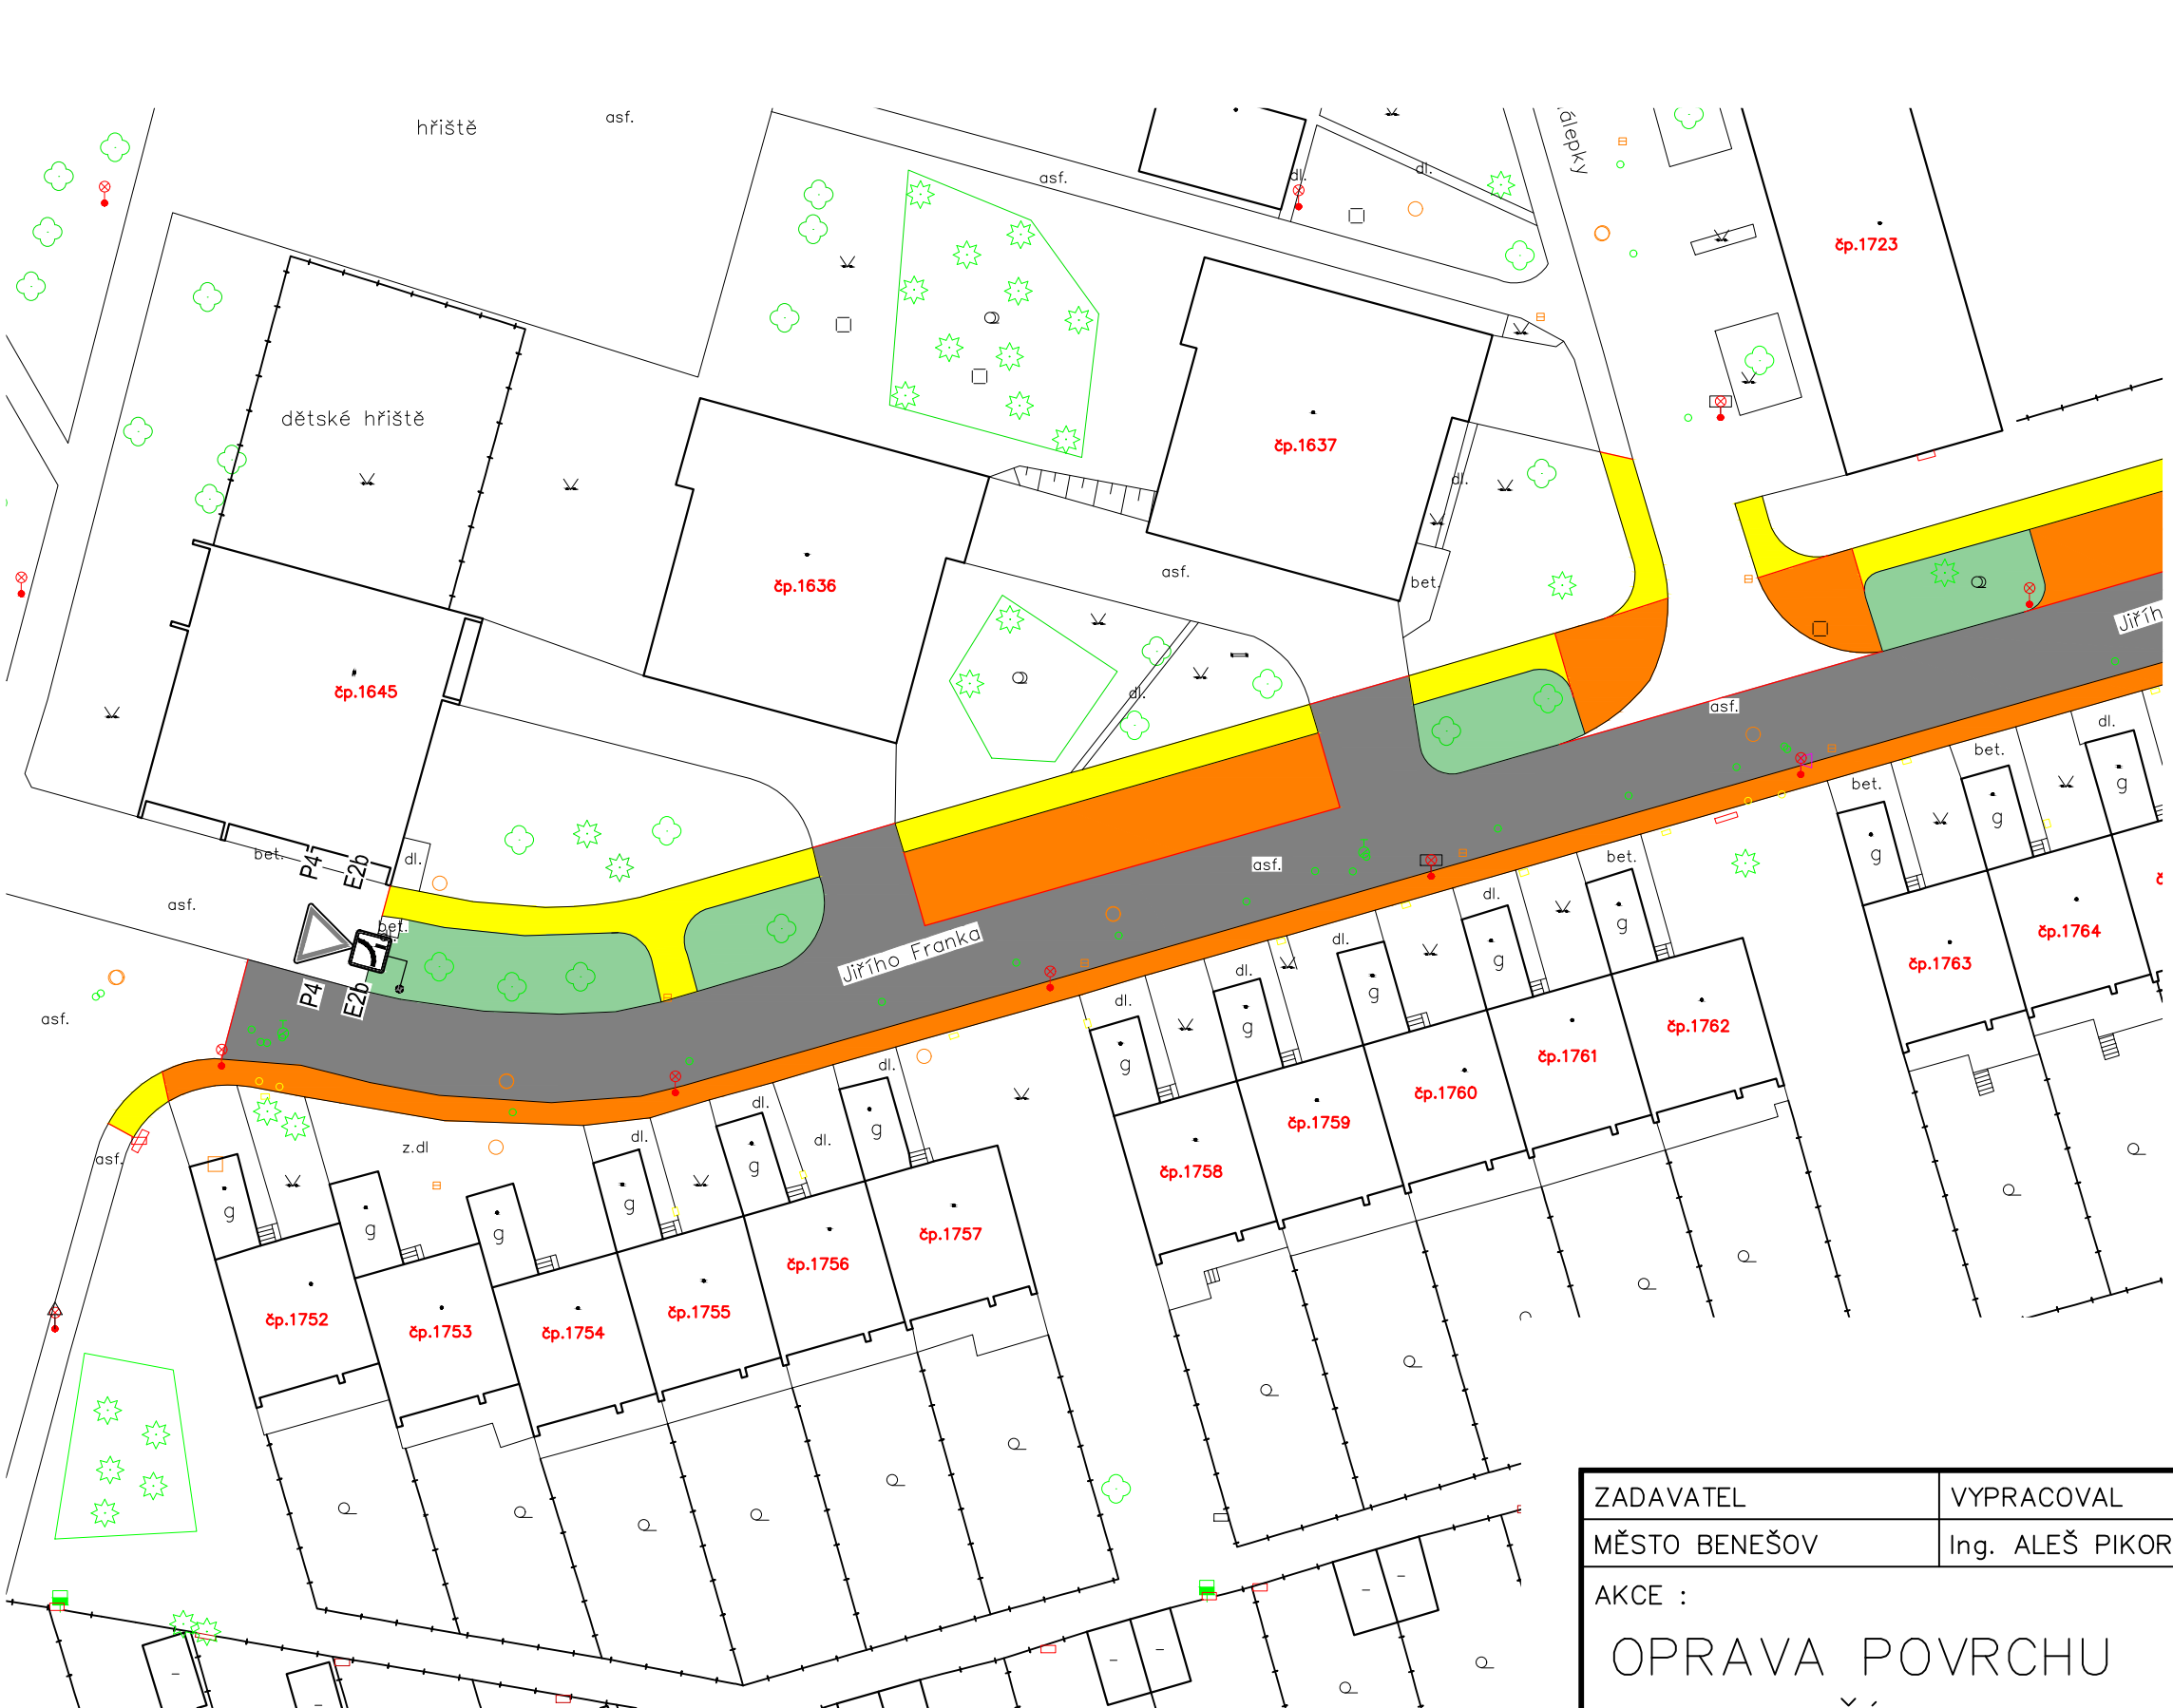 hřiště
asf.
álepky
asf.
dl.
dl.
čp.1723
dětské hřiště
čp.1637
dl.
čp.1636
asf.
bet.
čp.1645
dl.
Jiříh
asf.
dl.
bet.
bet.
g
g
bet.
P4
E2b
dl.
asf.
bet.
g
asf.
dl.
dl.
g
g
čp.1764
čp.1763
Jiřího Franka
dl.
g
dl.
g
P4
E2b
asf.
dl.
g
čp.1762
čp.1761
čp.1760
čp.1759
čp.1758
dl.
g
dl.
g
dl.
dl.
g
z.dl
asf.
g
g
g
čp.1757
čp.1756
čp.1755
čp.1754
čp.1753
čp.1752
ZADAVATEL
VYPRACOVAL
MĚSTO BENEŠOV
Ing. ALEŠ PIKOR
AKCE :
OPRAVA POVRCHU